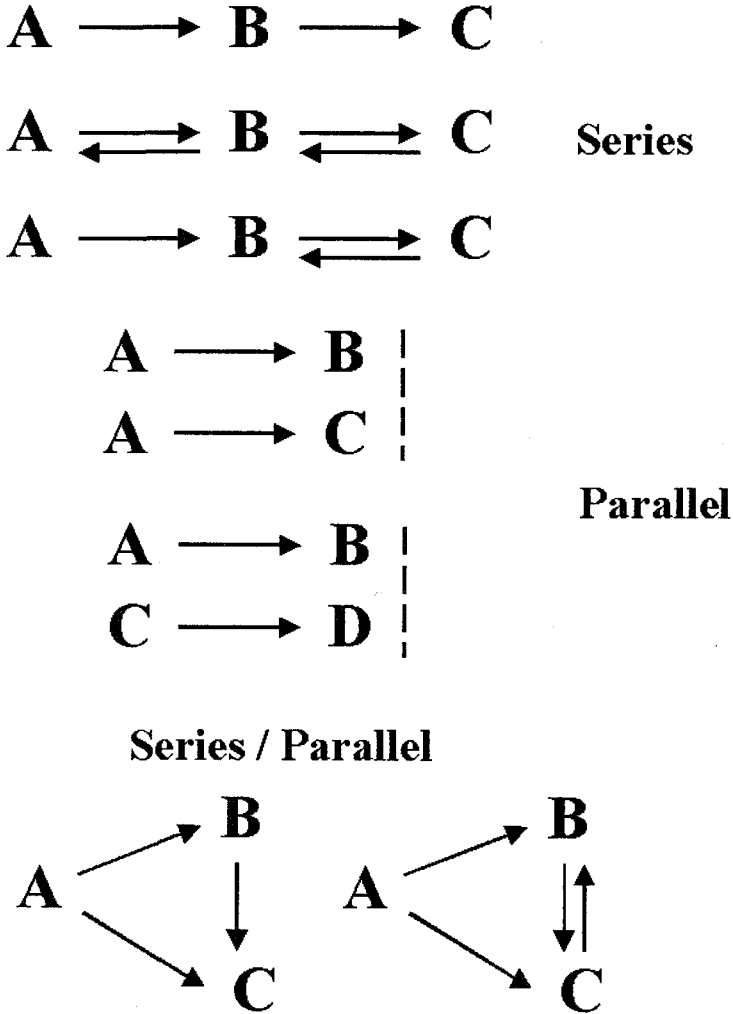 A → B → C
A ⇄ B ⇄ C
Series
A → B ⇄ C
A → B
A → C
Parallel
A → B
C → D
Series / Parallel
B B
A A
C C